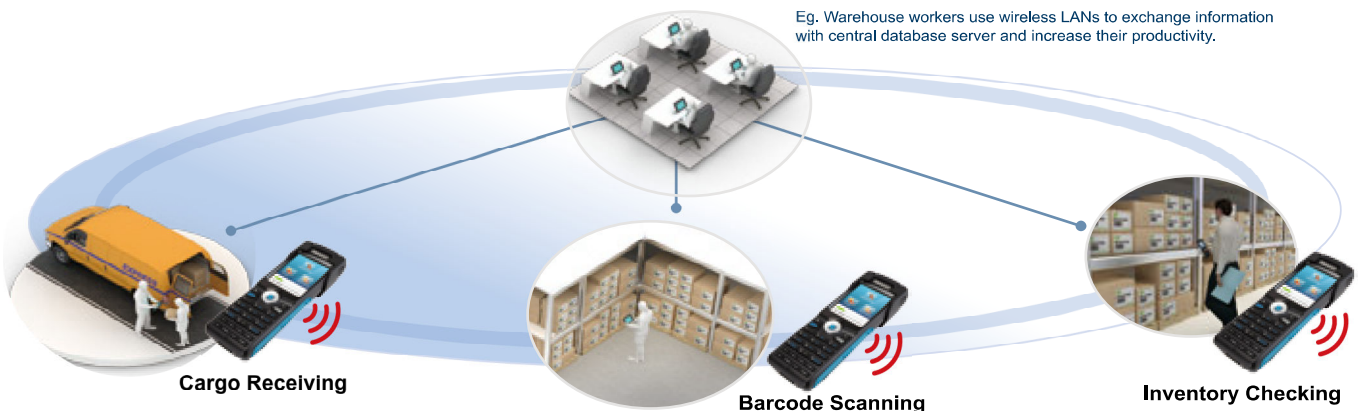 Eg. Warehouse workers use wireless LANs to exchange information
with central database server and increase their productivity.
Cargo Receiving
Barcode Scanning
Inventory Checking